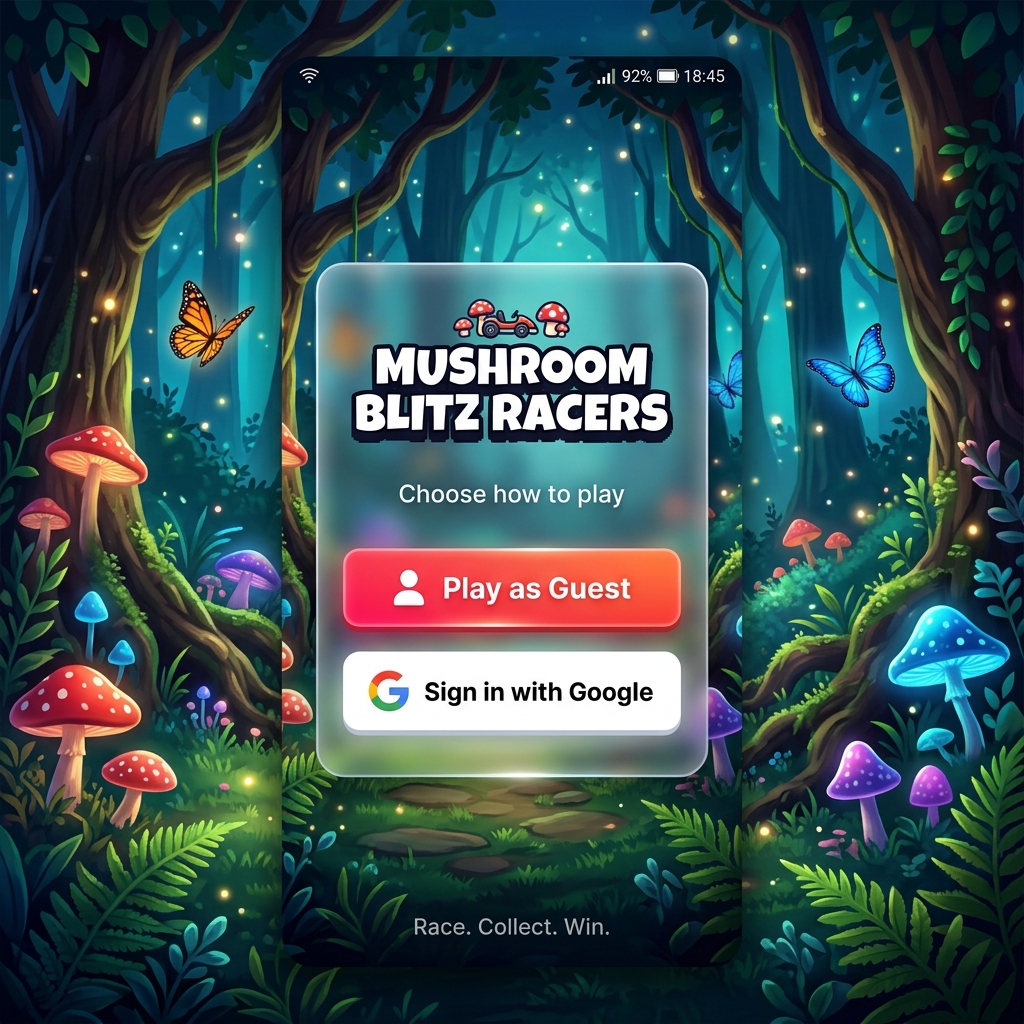 92% 18:45
MUSHROOM
BLITZ RACERS
Choose how to play
Play as Guest
Sign in with Google
Race. Collect. Win.